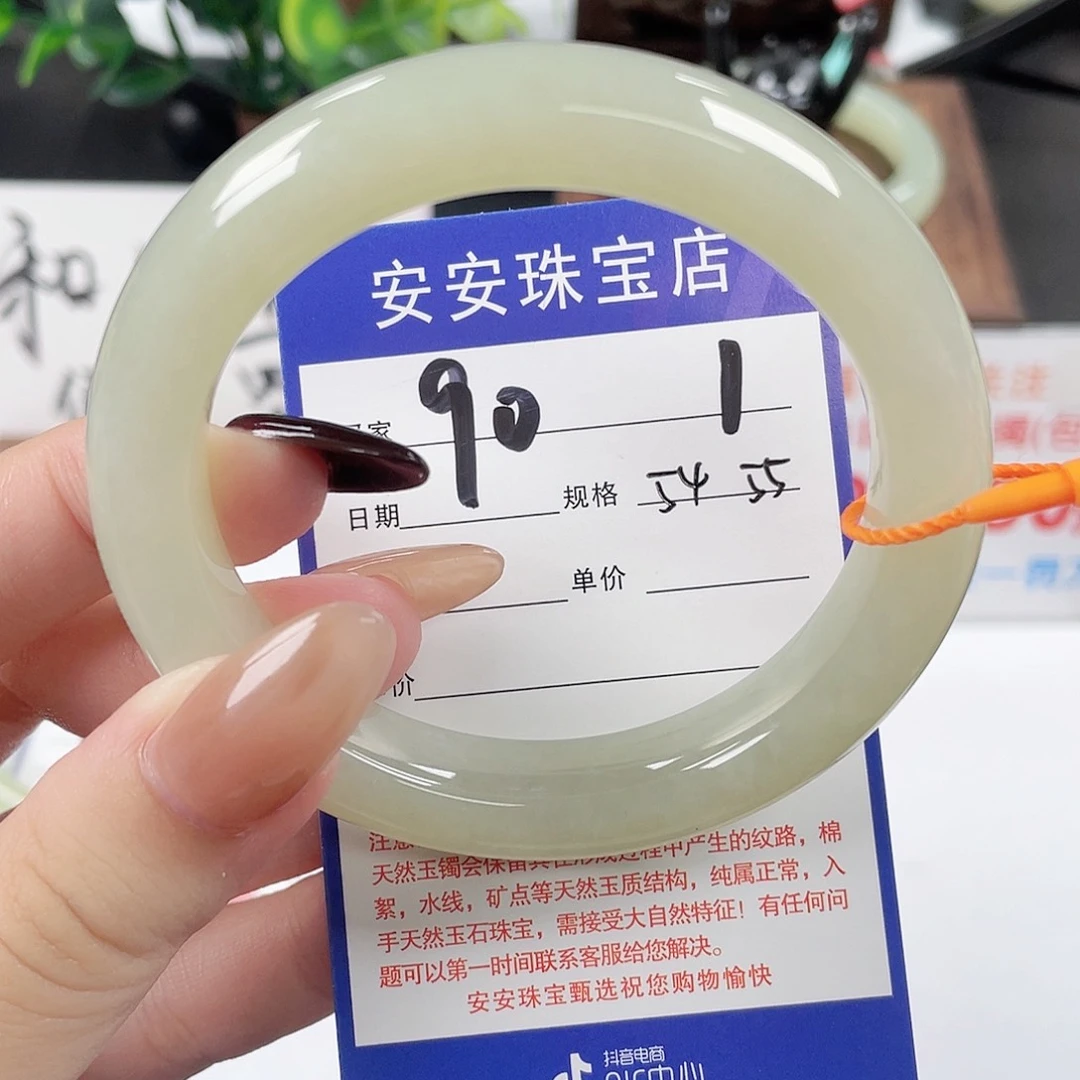 安安珠宝店
90 1
家
日期 规格 54 55
单价
价
天然玉镯会保留其在形成过程中产生的纹路，棉
絮，水线，矿点等天然玉质结构，纯属正常，入
手天然玉石珠宝，需接受大自然特征！有任何问
题可以第一时间联系客服给您解决。
安安珠宝甄选祝您购物愉快
抖音电商
和